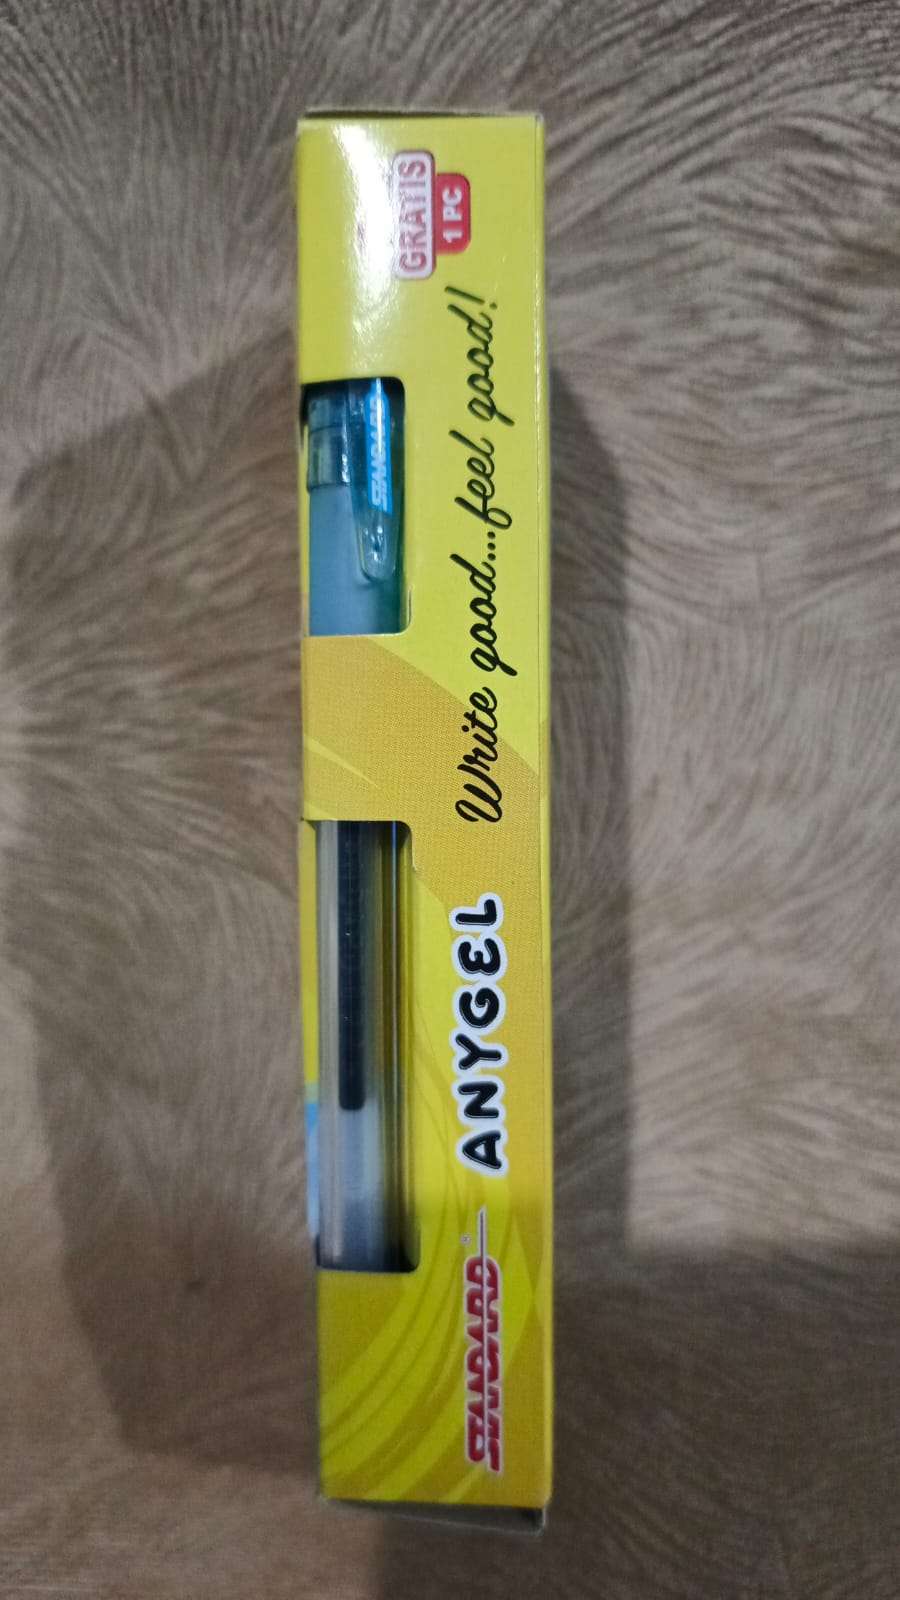 STANDARD®
ANYGEL
Write good...feel good!
GRATIS
1 PC
STANDARD